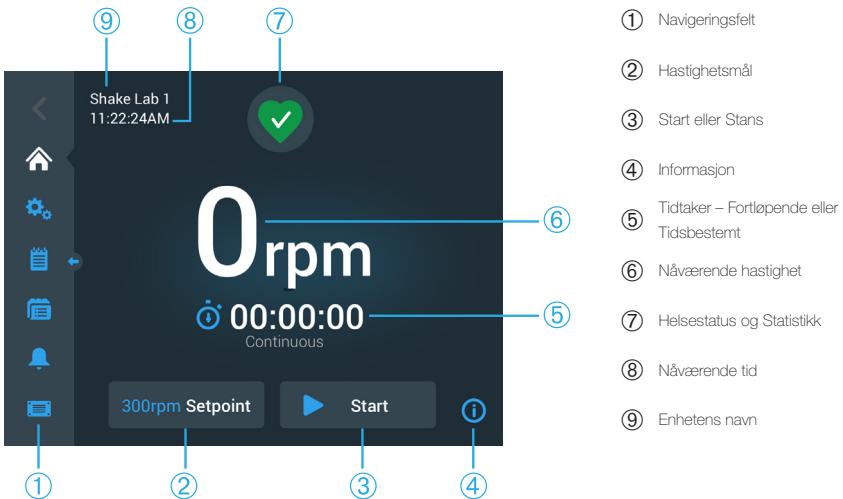 ⑨ ⑧ ⑦
Shake Lab 1
11:22:24AM
0rpm
⑥
00:00:00
⑤
Continuous
300rpm Setpoint
Start
① ② ③ ④
① Navigeringsfelt
② Hastighetsmål
③ Start eller Stans
④ Informasjon
⑤ Tidtaker – Fortløpende eller
Tidsbestemt
⑥ Nåværende hastighet
⑦ Helsestatus og Statistikk
⑧ Nåværende tid
⑨ Enhetens navn